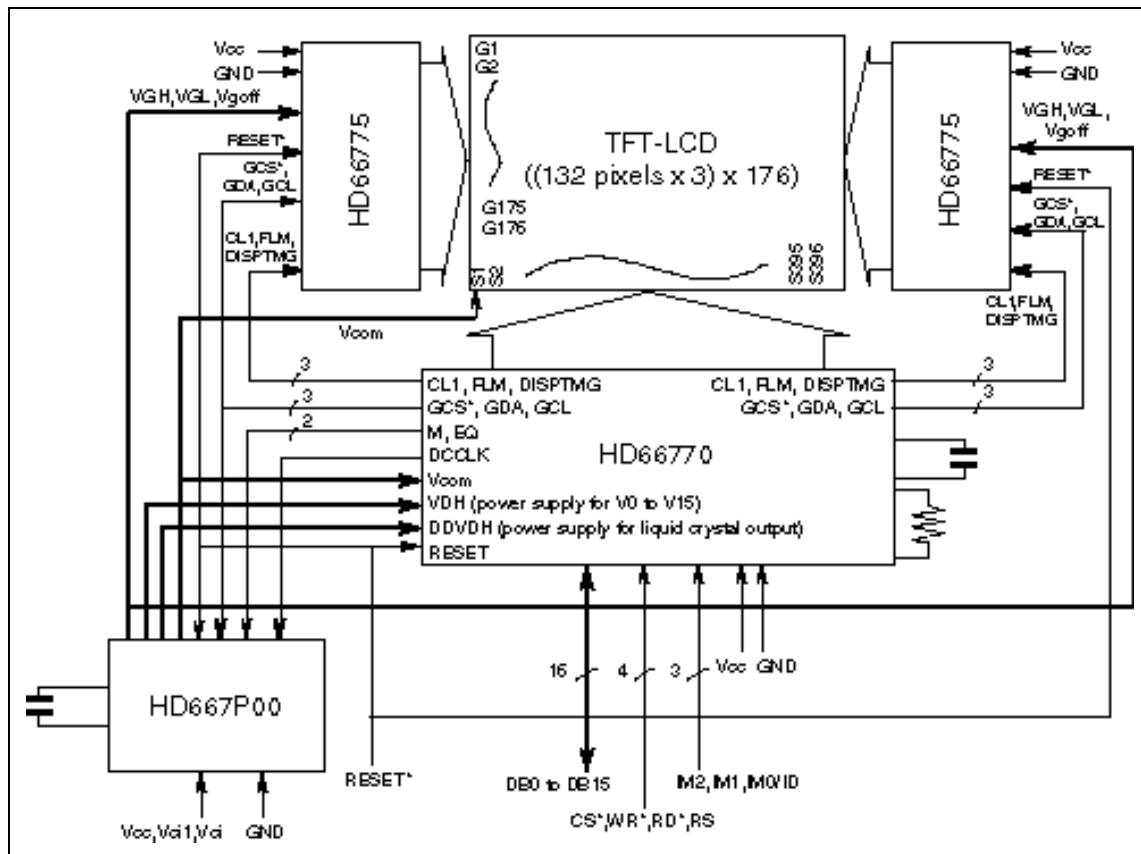 Vcc
GND
VGH,VGL,Vgoff
RESET*
GCS*,
GDA,GCL
CL1,FLM,
DISPTMG
HD66775
G1
G2
TFT-LCD
((132 pixels x 3) x 176)
G175
G176
S1
S2
S395
S396
HD66775
Vcc
GND
VGH,VGL,
Vgoff
RESET*
GCS*,
GDA,GCL
CL1,FLM,
DISPTMG
Vcom
3
3
2
CL1, FLM, DISPTMG
GCS*, GDA, GCL
M, EQ
DCCLK
Vcom
VDH (power supply for V0 to V15)
DDVDH (power supply for liquid crystal output)
RESET
CL1, FLM, DISPTMG
GCS*, GDA, GCL
HD66770
3
3
16
4
3
Vcc
GND
HD667P00
RESET*
DB0 to DB15
IM2,IM1,IM0/ID
CS*,WR*,RD*,RS
Vcc,Vci1,Vci
GND